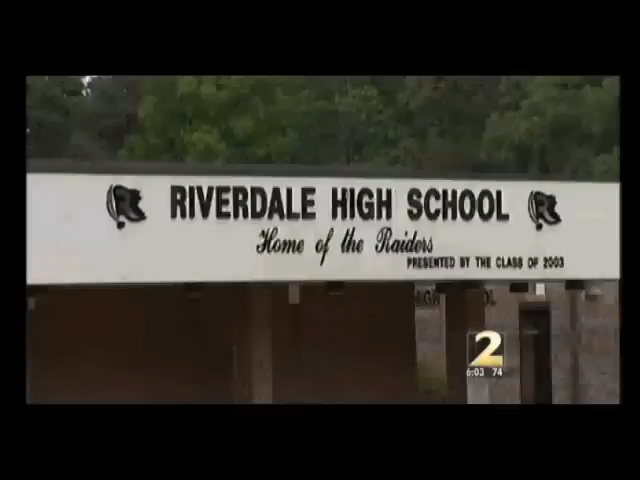 RIVERDALE HIGH SCHOOL
Home of the Raiders
PRESENTED BY THE CLASS OF 2003
2
6:03 74